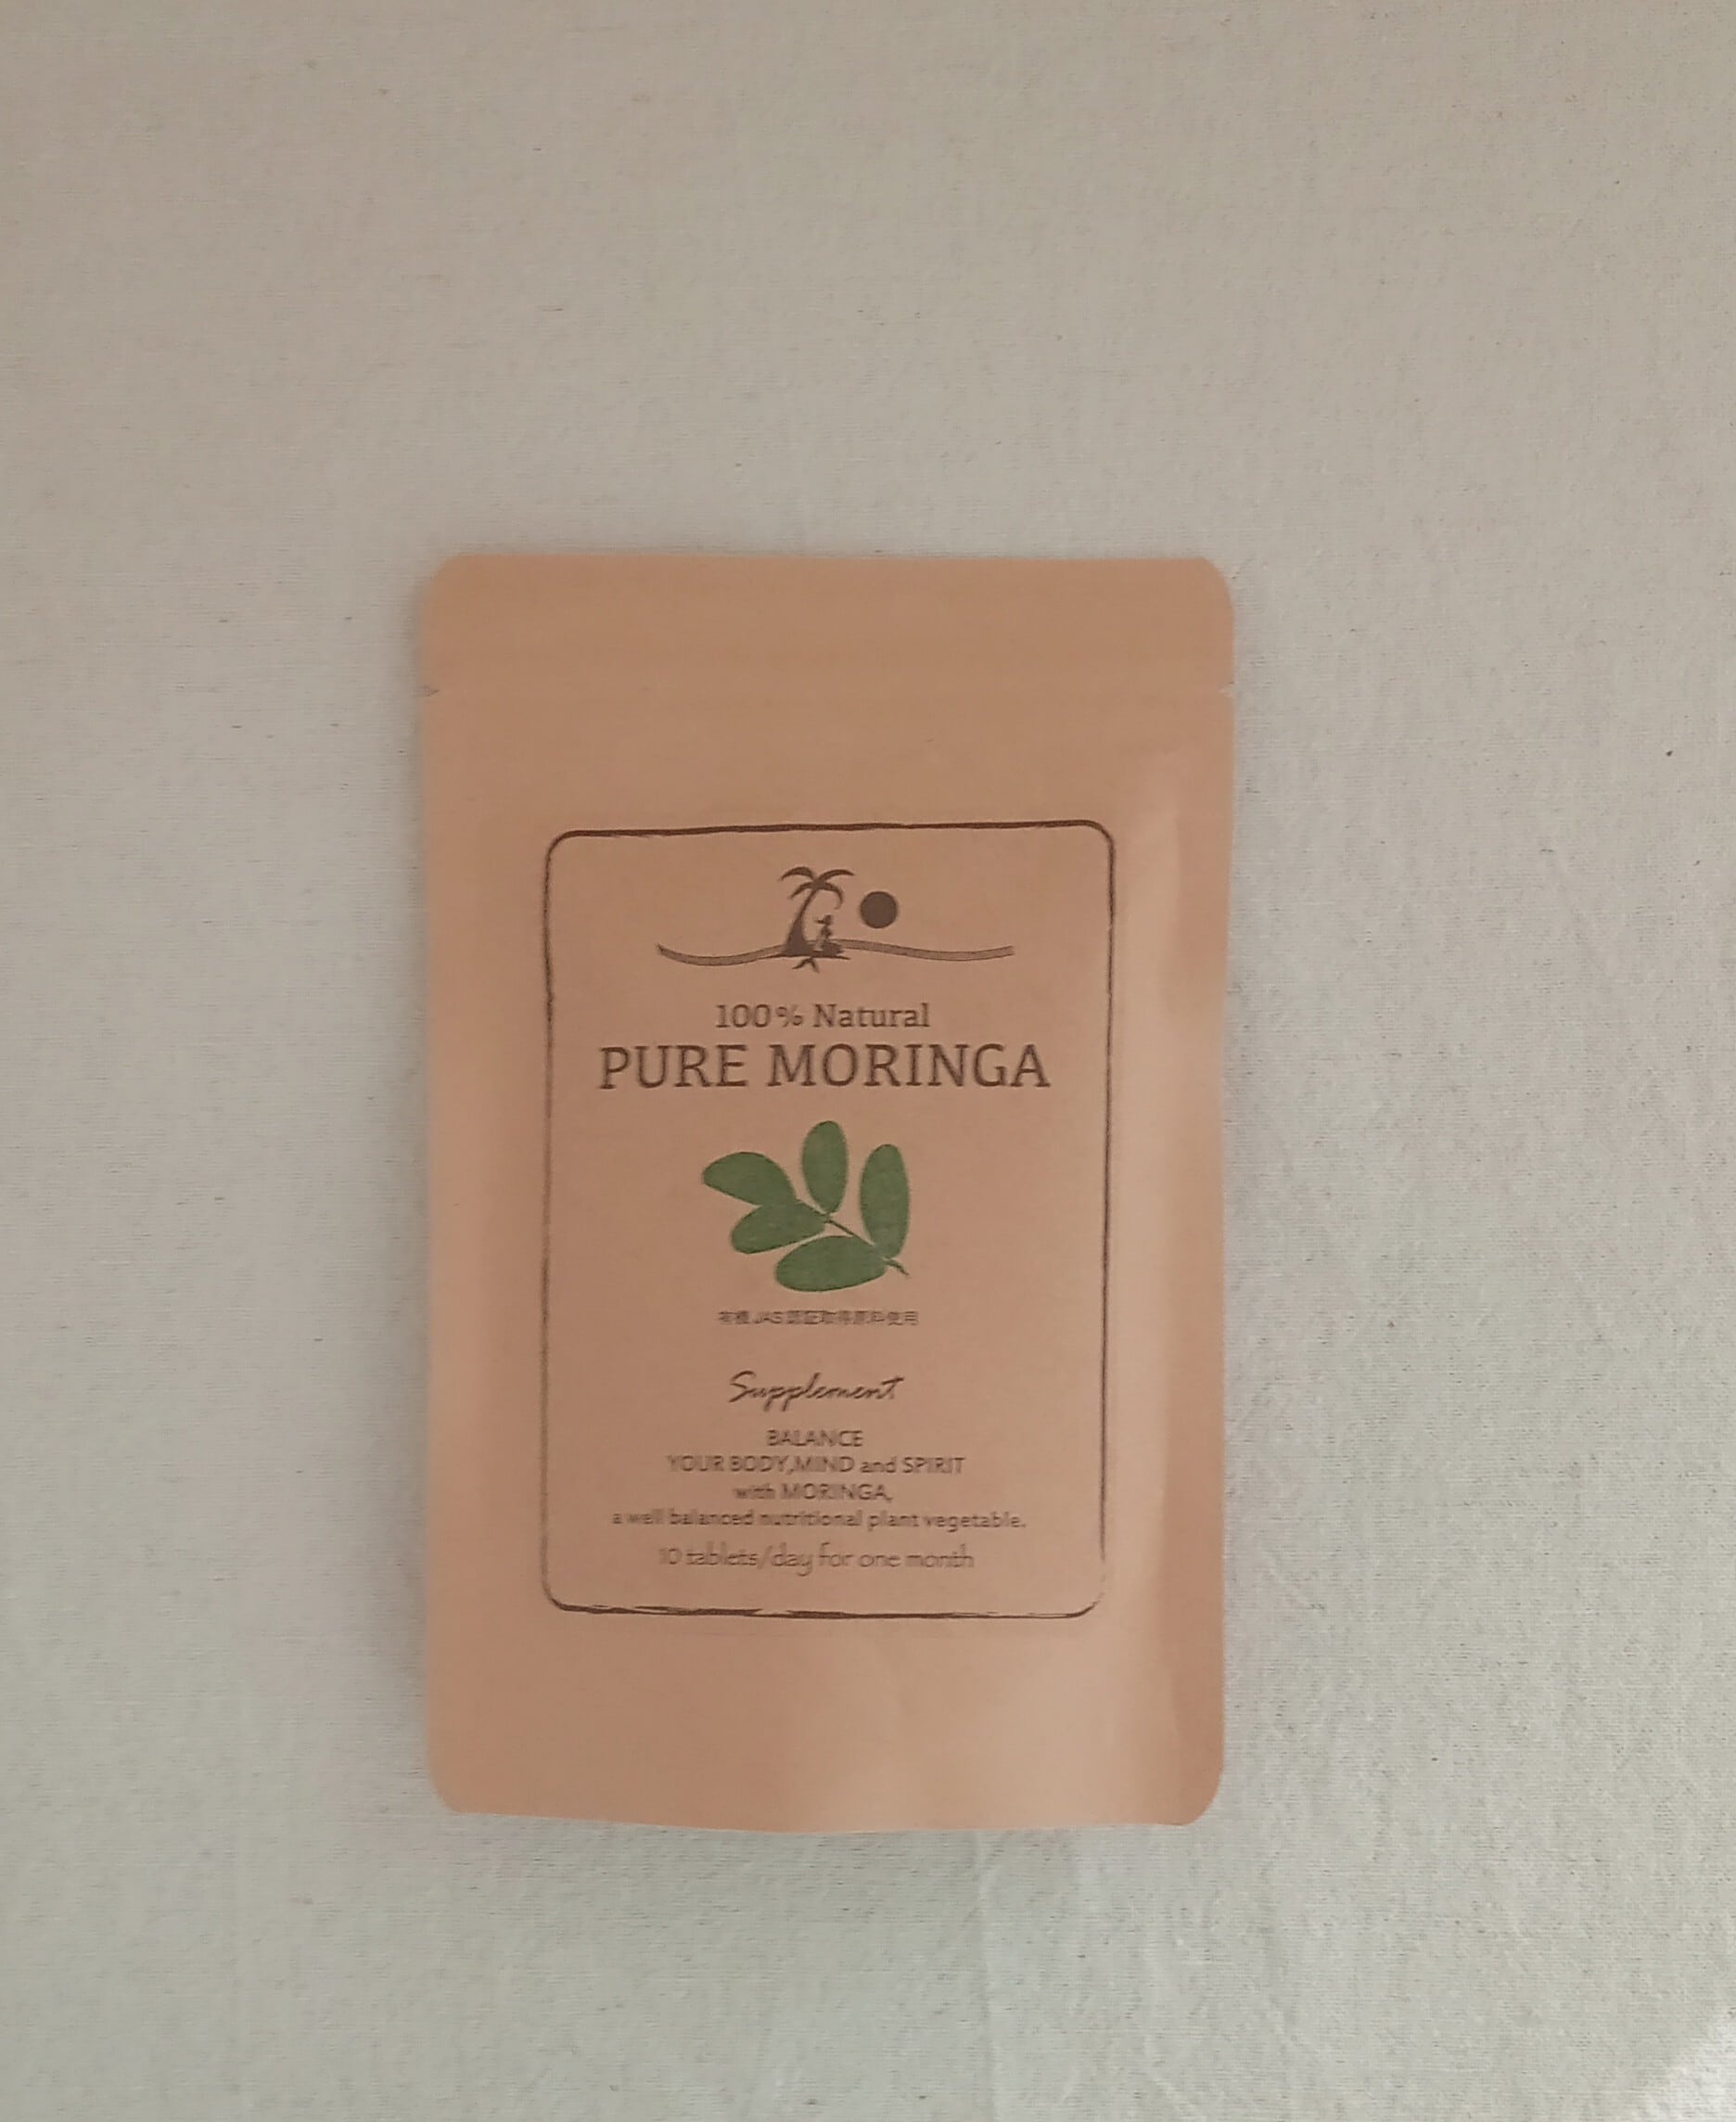 100% Natural
PURE MORINGA
有機JAS認証取得原料使用
Supplement
BALANCE
YOUR BODY,MIND and SPIRIT
with MORINGA,
a well balanced nutritional plant vegetable.
10 tablets/day for one month